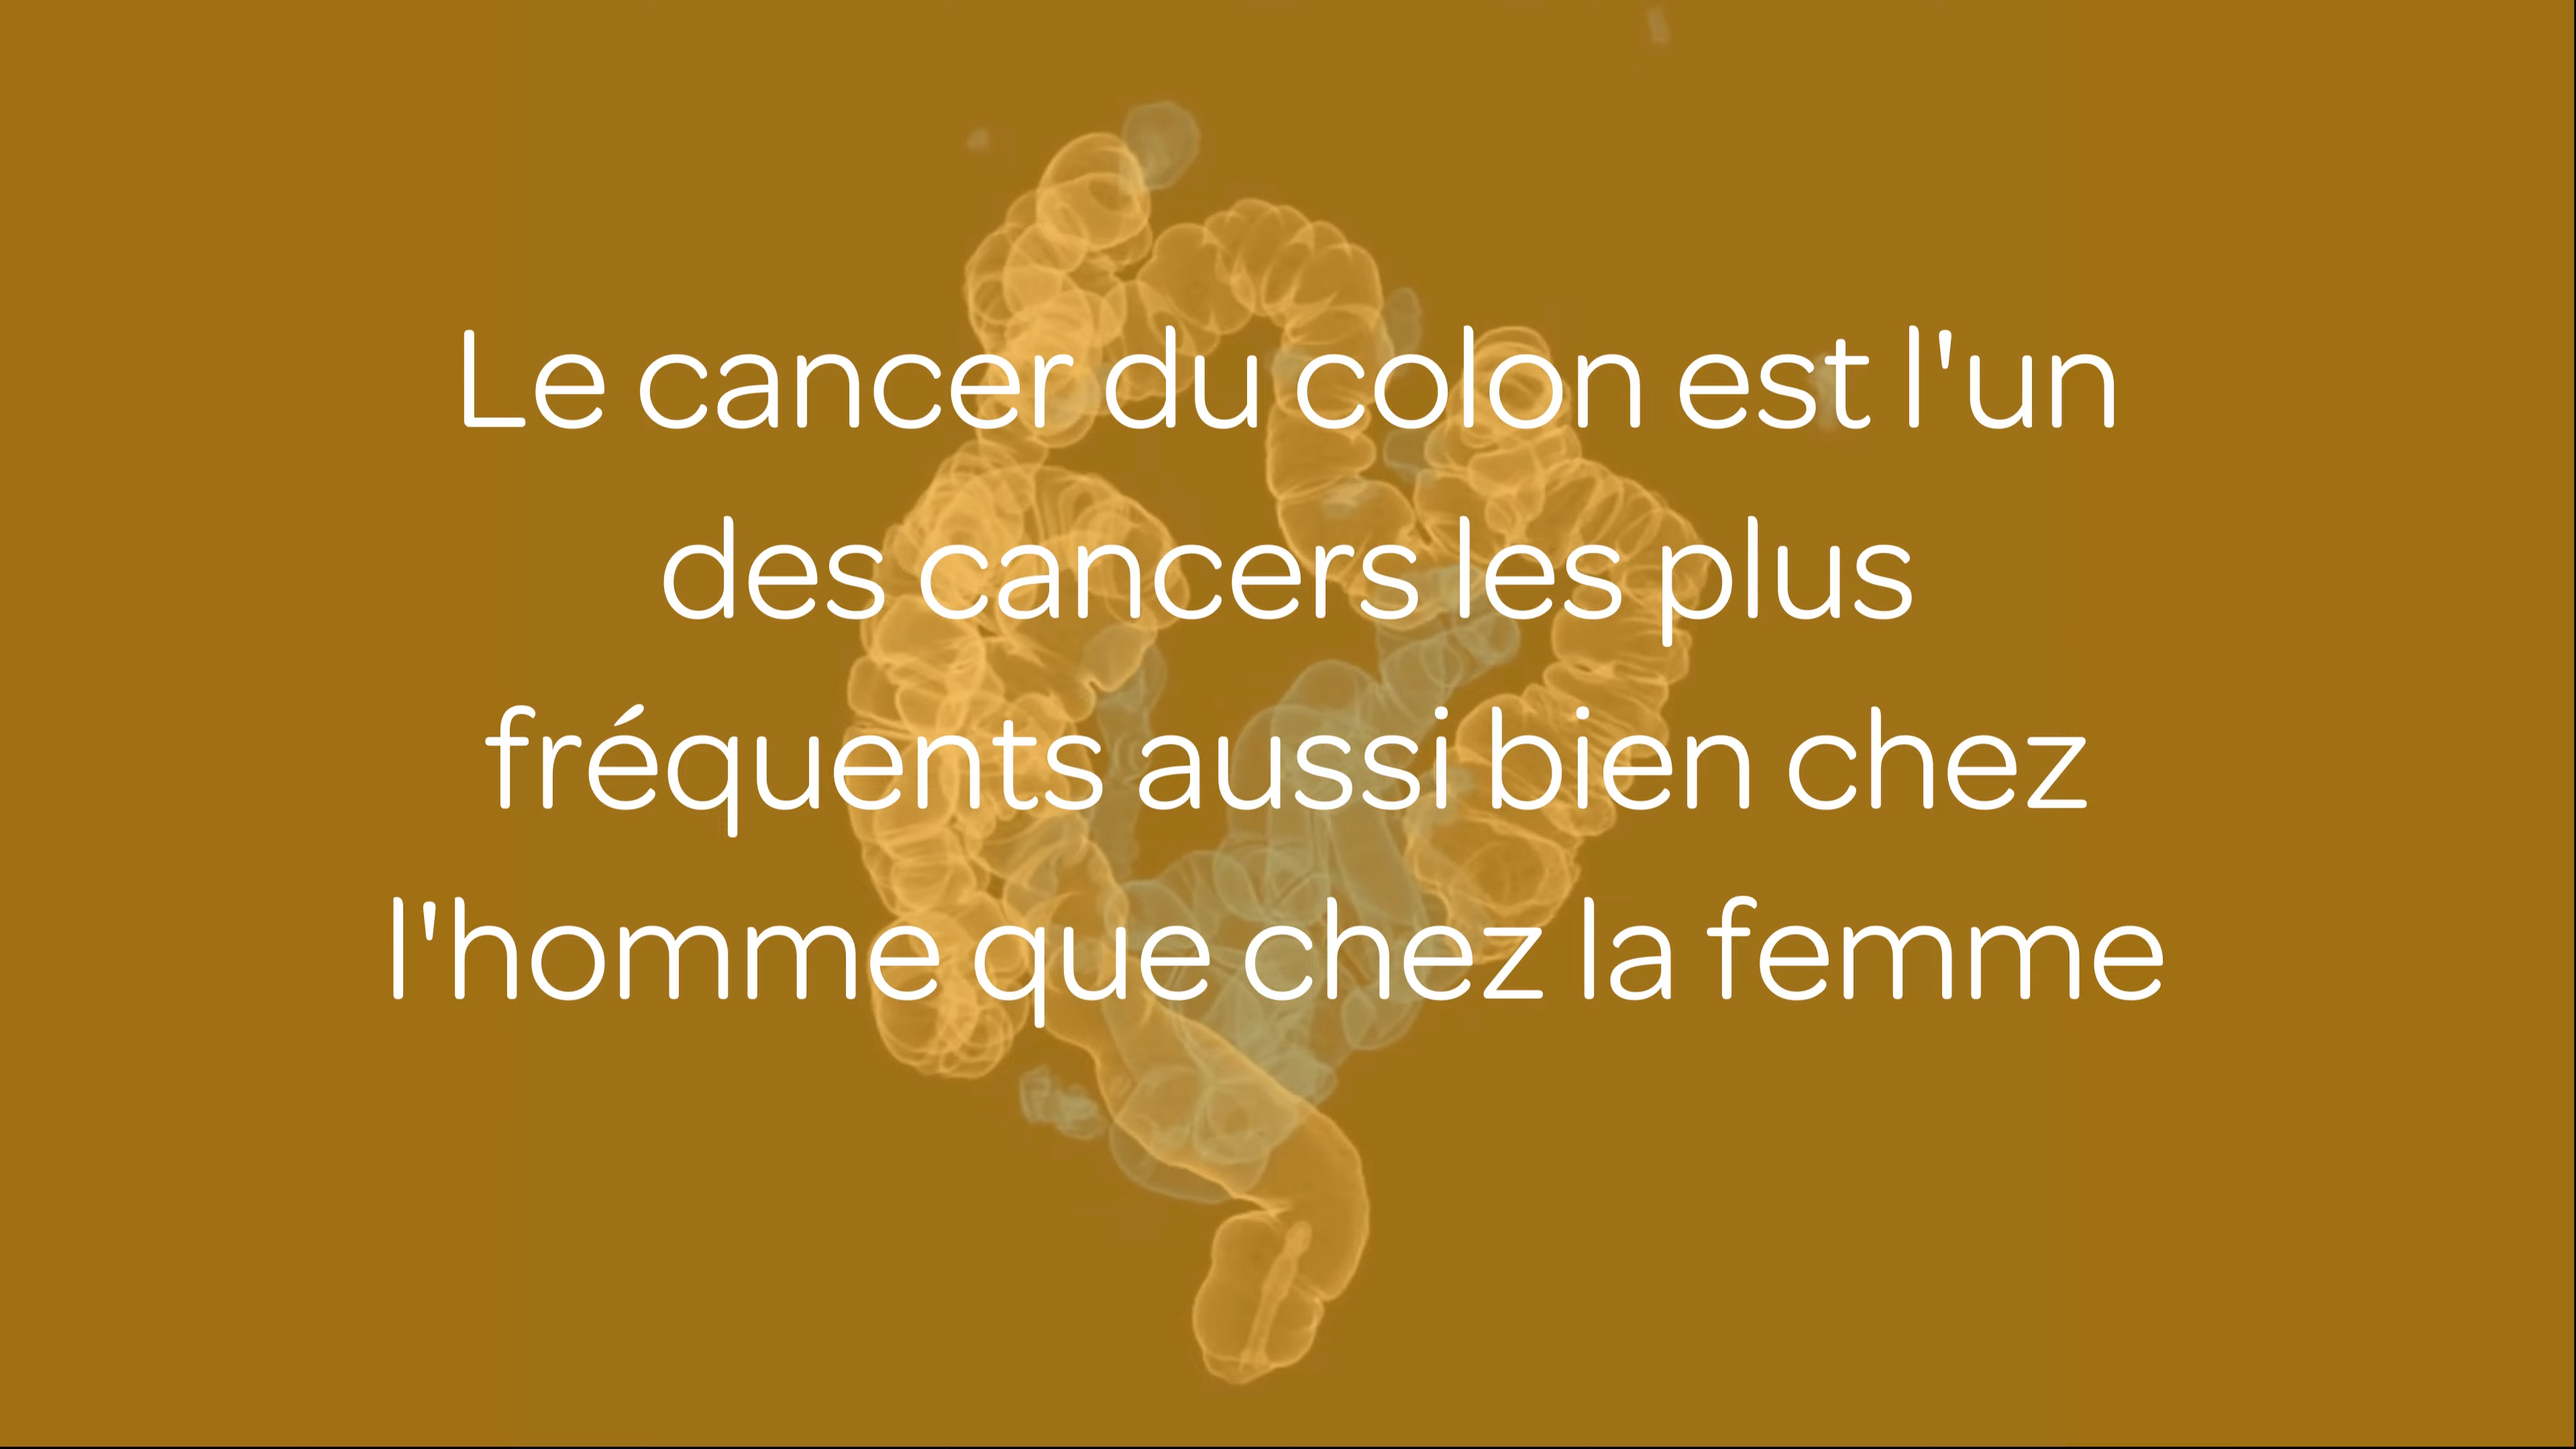 Le cancer du colon est l'un
des cancers les plus
fréquents aussi bien chez
l'homme que chez la femme